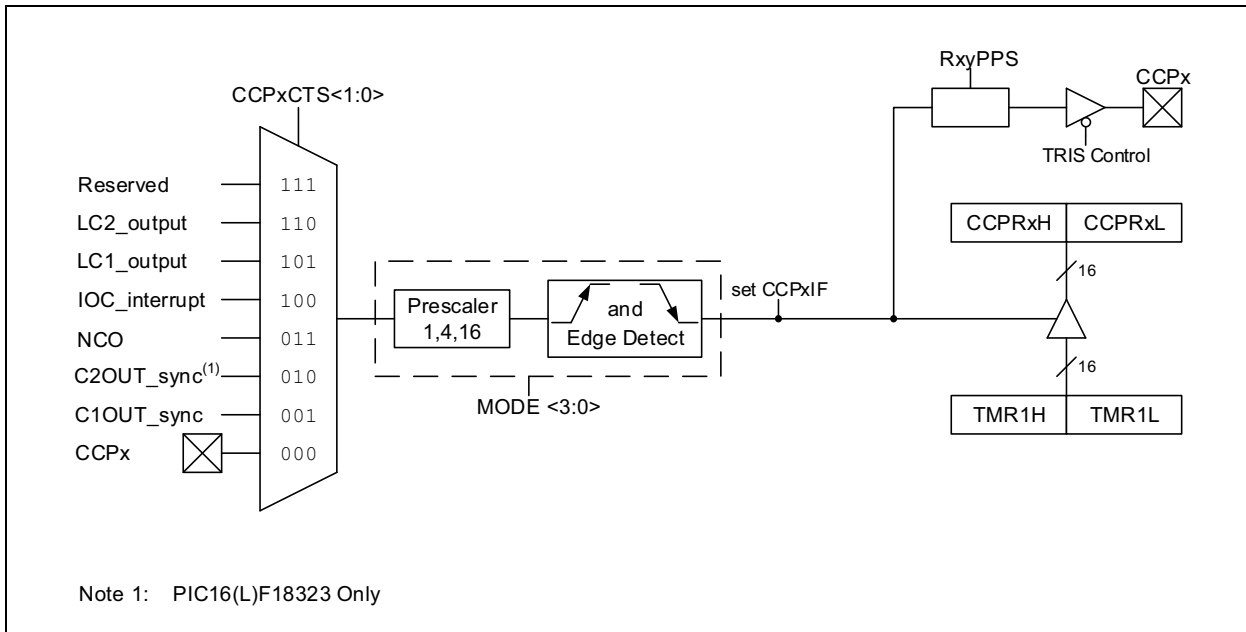 RxyPPS
CCPx
CCPxCTS<1:0>
TRIS Control
Reserved 111
LC2_output 110
LC1_output 101
IOC_interrupt 100
NCO 011
C2OUT_sync(1) 010
C1OUT_sync 001
CCPx 000
Prescaler
1,4,16
and
Edge Detect
MODE <3:0>
set CCPxIF
CCPRxH CCPRxL
16
16
TMR1H TMR1L
Note 1: PIC16(L)F18323 Only